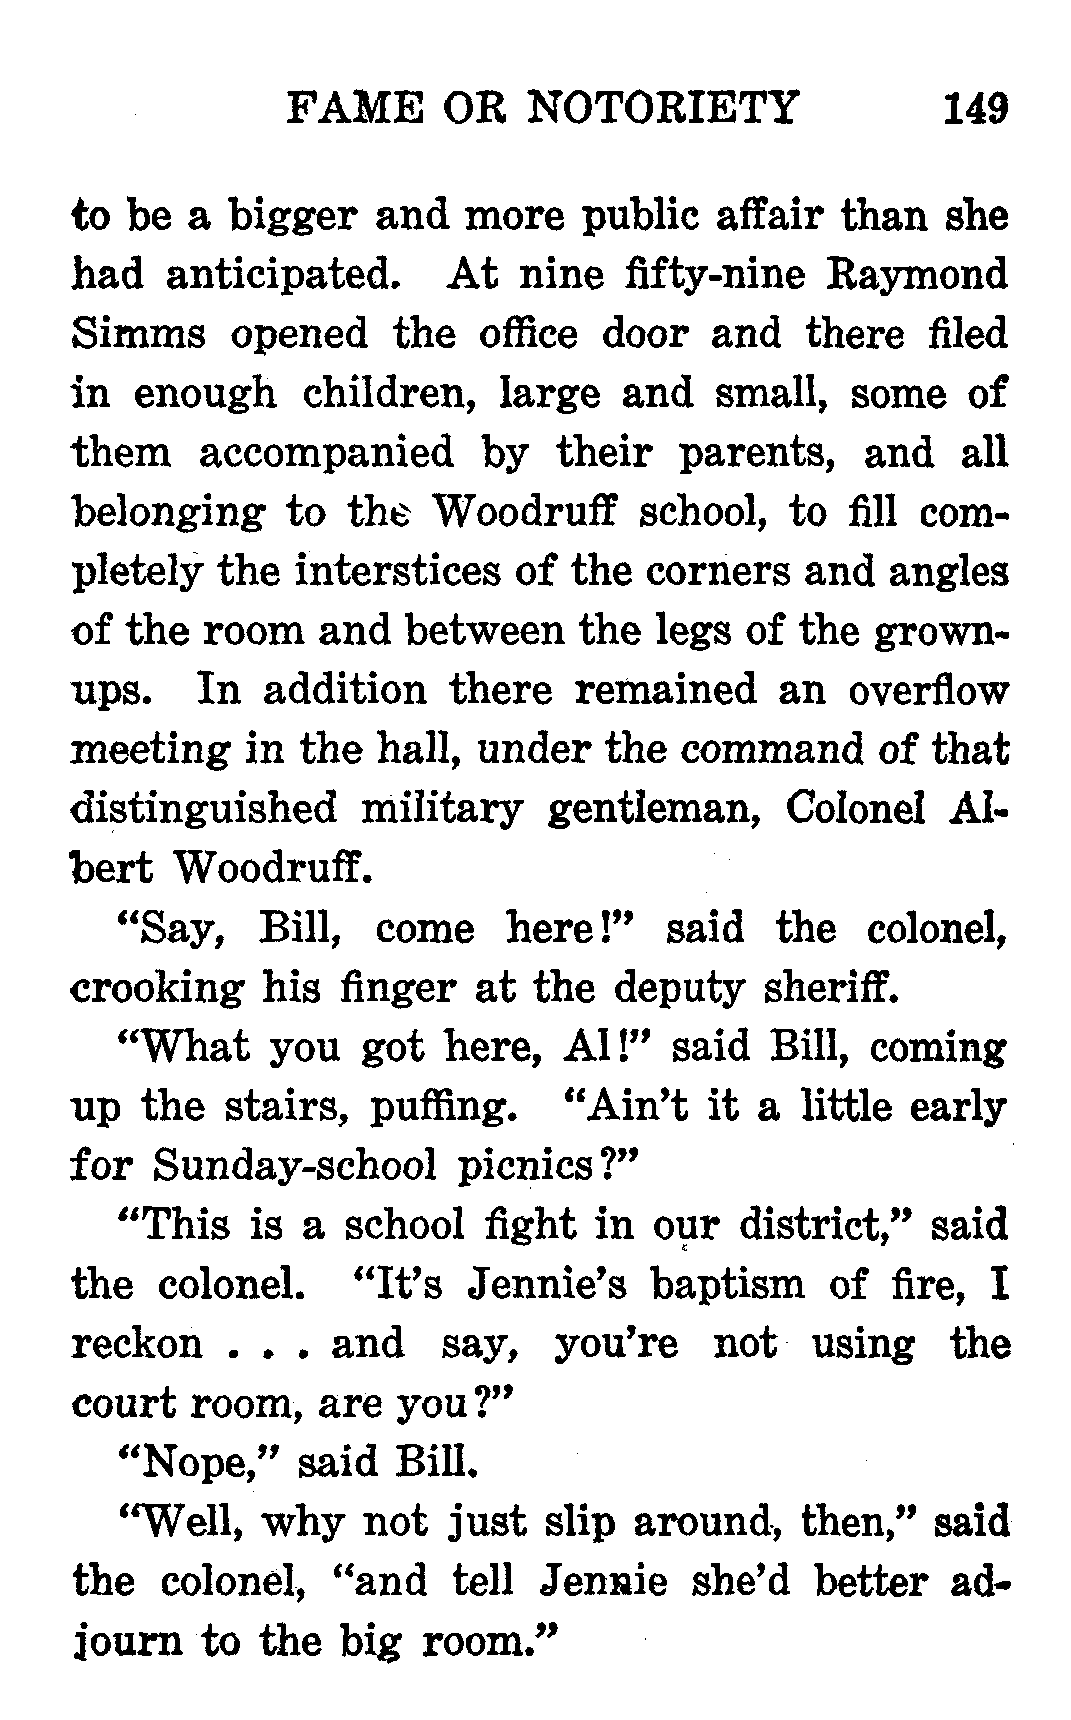 FAME OR NOTORIETY 149
to be a bigger and more public affair than she
had anticipated. At nine fifty-nine Raymond
Simms opened the office door and there filed
in enough children, large and small, some of
them accompanied by their parents, and all
belonging to the Woodruff school, to fill com-
pletely the interstices of the corners and angles
of the room and between the legs of the grown-
ups. In addition there remained an overflow
meeting in the hall, under the command of that
distinguished military gentleman, Colonel Al-
bert Woodruff.
“Say, Bill, come here!” said the colonel,
crooking his finger at the deputy sheriff.
“What you got here, Al!” said Bill, coming
up the stairs, puffing. “Ain’t it a little early
for Sunday-school picnics?”
“This is a school fight in our district,” said
the colonel. “It’s Jennie’s baptism of fire, I
reckon . . . and say, you’re not using the
court room, are you?”
“Nope,” said Bill.
“Well, why not just slip around, then,” said
the colonel, “and tell Jennie she’d better ad-
journ to the big room.”